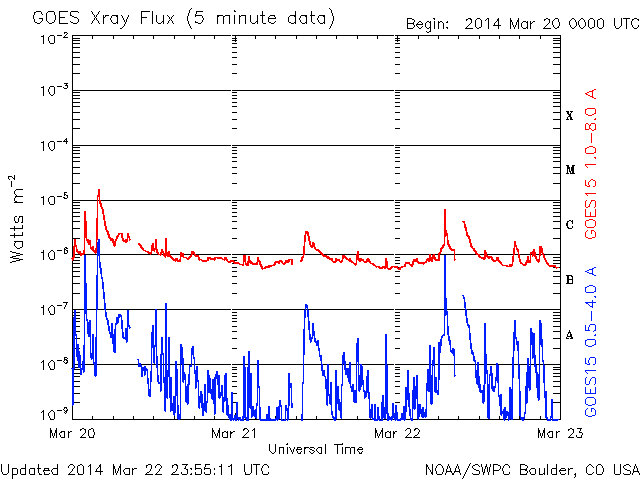 GOES Xray Flux (5 minute data)
Begin: 2014 Mar 20 0000 UTC
10⁻²
10⁻³
10⁻⁴
10⁻⁵
10⁻⁶
10⁻⁷
10⁻⁸
10⁻⁹
Watts m⁻²
X
M
C
B
A
GOES15 1.0–8.0 A
GOES15 0.5–4.0 A
Mar 20
Mar 21
Mar 22
Mar 23
Universal Time
Updated 2014 Mar 22 23:55:11 UTC
NOAA/SWPC Boulder, CO USA